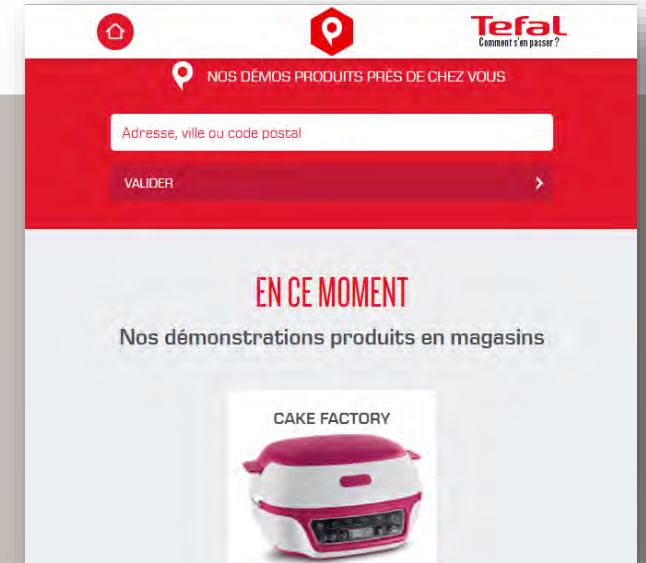 Tefal
Comment s'en passer ?
NOS DÉMOS PRODUITS PRÈS DE CHEZ VOUS
Adresse, ville ou code postal
VALIDER
EN CE MOMENT
Nos démonstrations produits en magasins
CAKE FACTORY